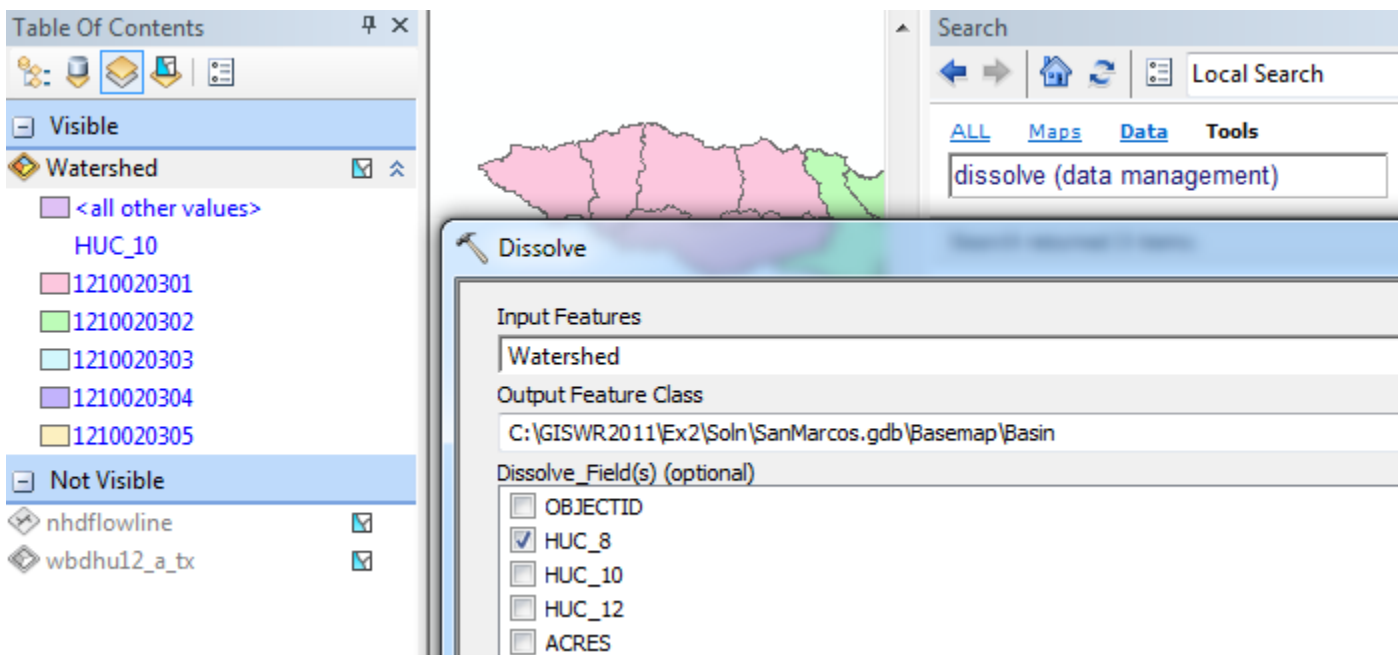 Table Of Contents
Visible
Watershed
<all other values>
HUC_10
1210020301
1210020302
1210020303
1210020304
1210020305
Not Visible
nhdflowline
wbdhu12_a_tx
Search
Local Search
ALL Maps Data Tools
dissolve (data management)
Dissolve
Input Features
Watershed
Output Feature Class
C:\GISWR2011\Ex2\Soln\SanMarcos.gdb\Basemap\Basin
Dissolve_Field(s) (optional)
OBJECTID
HUC_8
HUC_10
HUC_12
ACRES